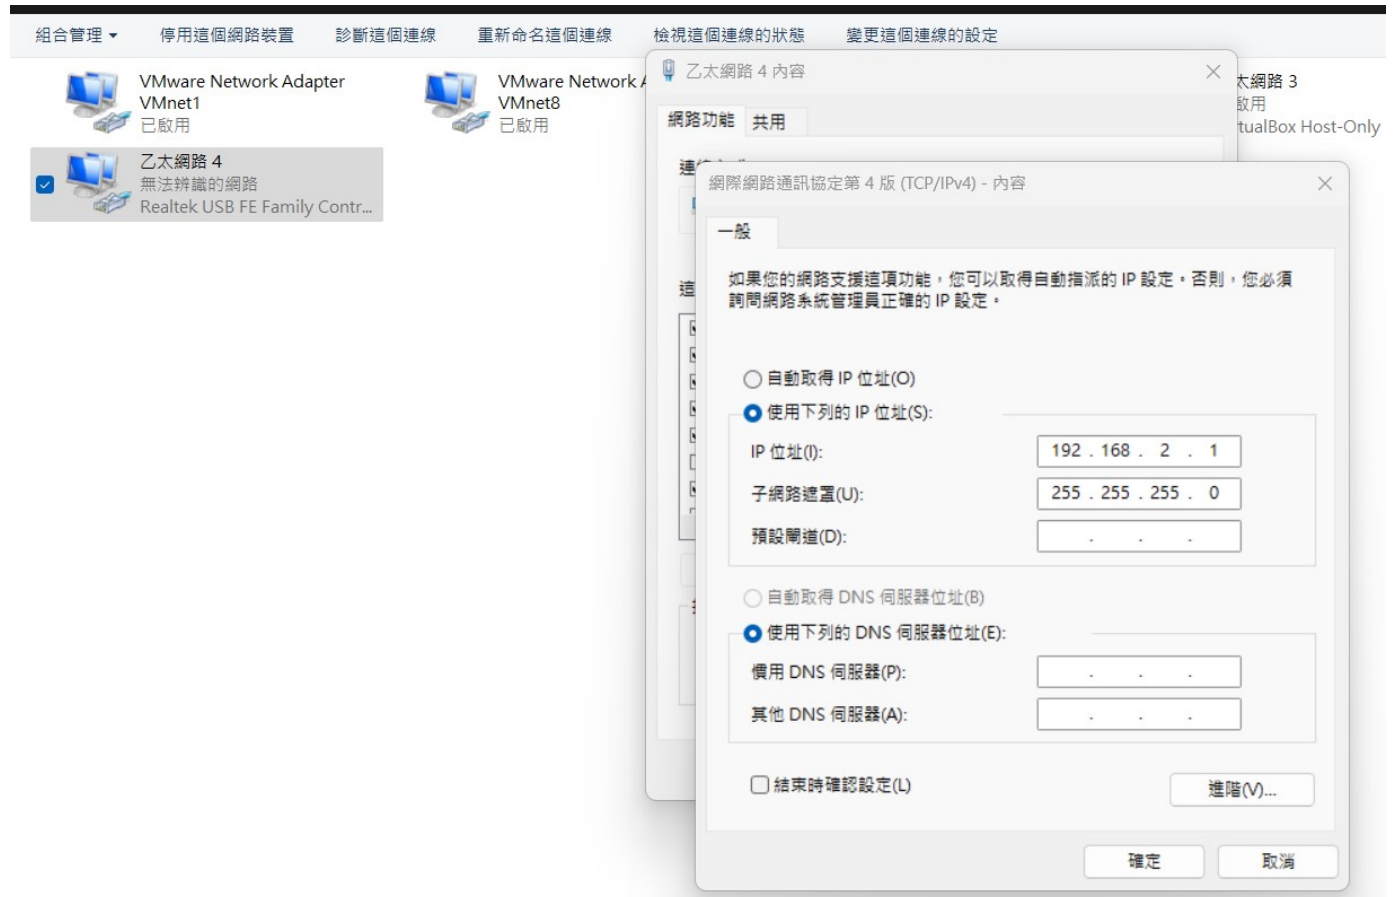 組合管理 ▾ 停用這個網路裝置 診斷這個連線 重新命名這個連線 檢視這個連線的狀態 變更這個連線的設定
VMware Network Adapter
VMnet1
已啟用
VMware Network
VMnet8
已啟用
太網路 3
啟用
rtualBox Host-Only
乙太網路 4
無法辨識的網路
Realtek USB FE Family Contr...
乙太網路 4 內容
網路功能 共用
連
這
網際網路通訊協定第 4 版 (TCP/IPv4) - 內容
一般
如果您的網路支援這項功能，您可以取得自動指派的 IP 設定。否則，您必須
詢問網路系統管理員正確的 IP 設定。
自動取得 IP 位址(O)
使用下列的 IP 位址(S):
IP 位址(I): 192 . 168 . 2 . 1
子網路遮罩(U): 255 . 255 . 255 . 0
預設閘道(D): . . .
自動取得 DNS 伺服器位址(B)
使用下列的 DNS 伺服器位址(E):
慣用 DNS 伺服器(P): . . .
其他 DNS 伺服器(A): . . .
結束時確認設定(L)
進階(V)...
確定 取消